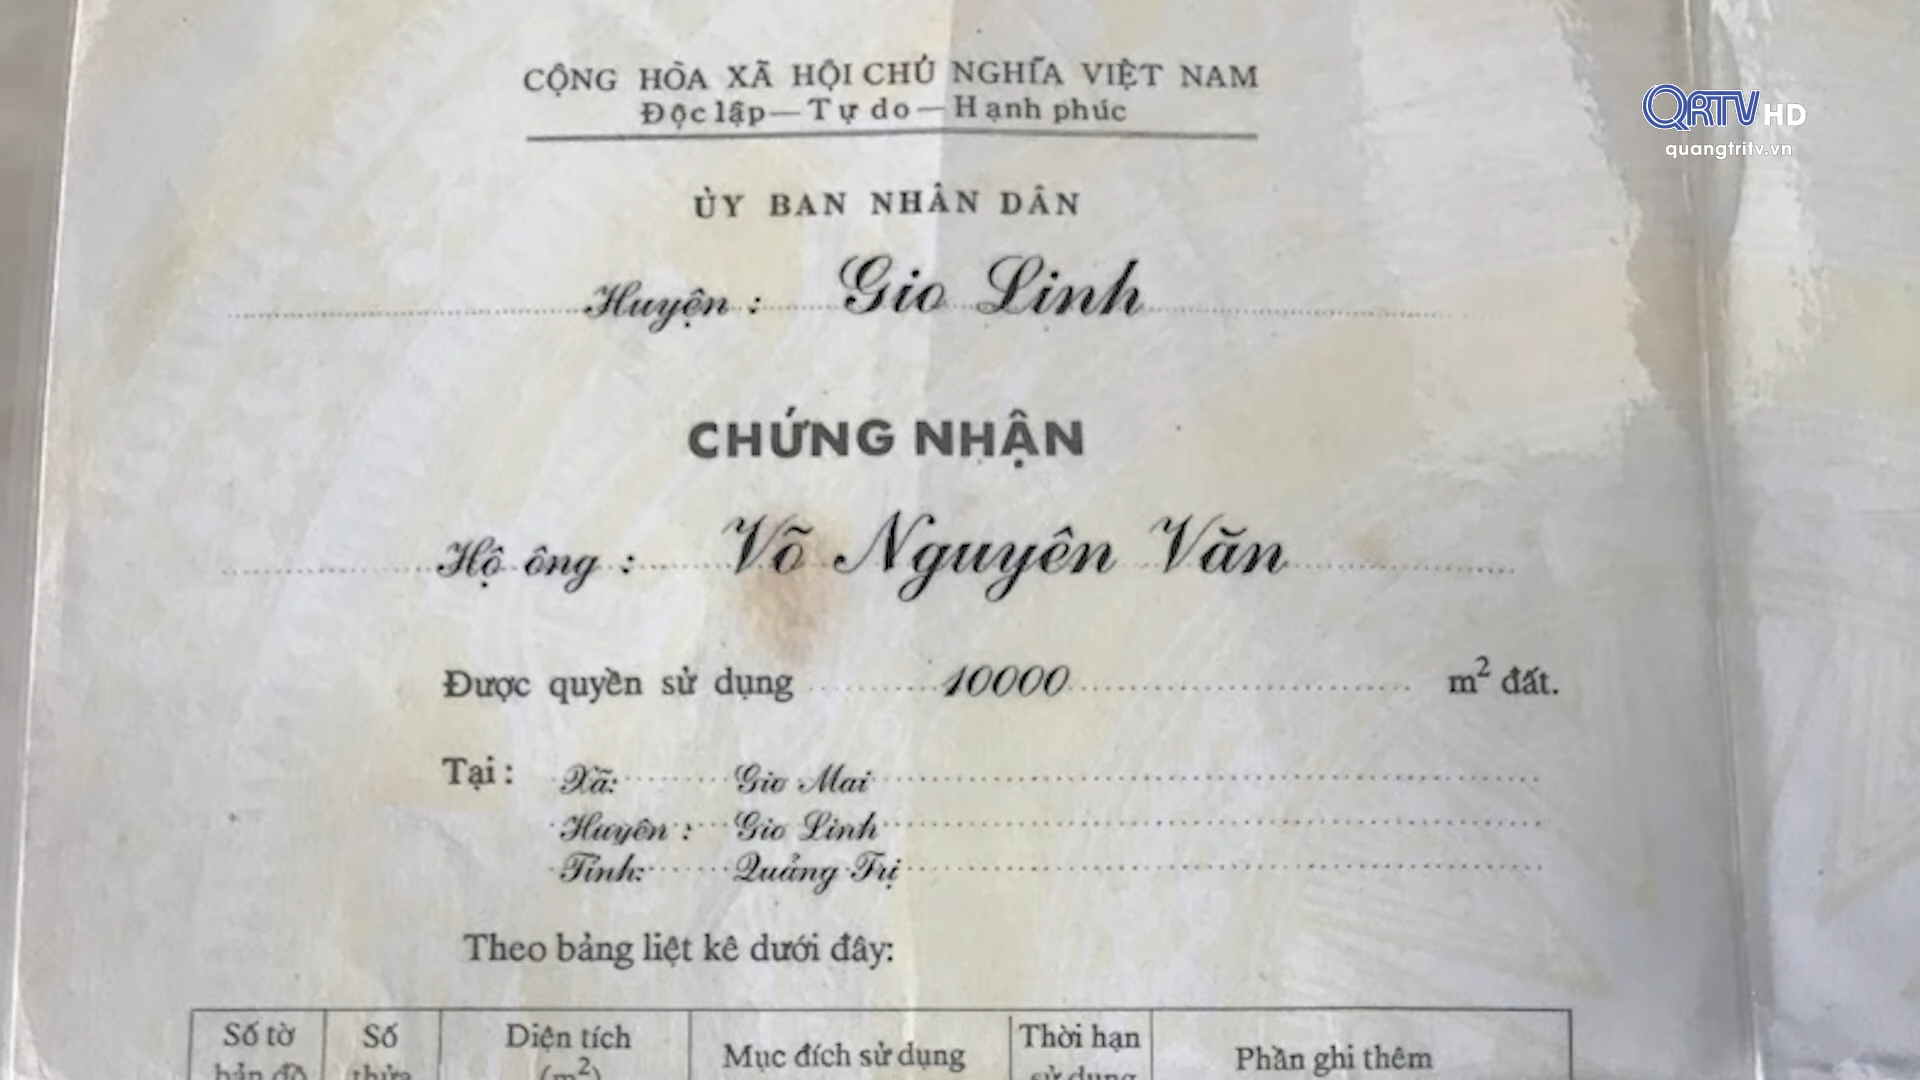 CỘNG HÒA XÃ HỘI CHỦ NGHĨA VIỆT NAM
Độc lập — Tự do — Hạnh phúc
QRTV HD
quangtritv.vn
ỦY BAN NHÂN DÂN
Huyện : Gio Linh
CHỨNG NHẬN
Hộ ông : Võ Nguyên Văn
Được quyền sử dụng 10000 m² đất.
Tại : Xã: Gio Mai
Huyện : Gio Linh
Tỉnh: Quảng Trị
Theo bảng liệt kê dưới đây:
Số tờ bản đồ | Số thửa | Diện tích (m²) | Mục đích sử dụng | Thời hạn sử dụng | Phần ghi thêm